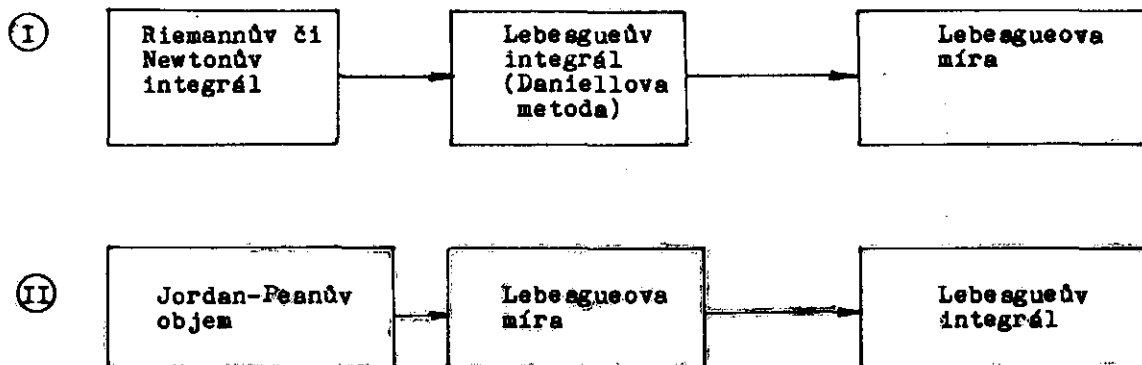 I
Riemannův či
Newtonův
integrál
Lebesgueův
integrál
(Daniellova
metoda)
Lebesgueova
míra
II
Jordan-Peanův
objem
Lebesgueova
míra
Lebesgueův
integrál